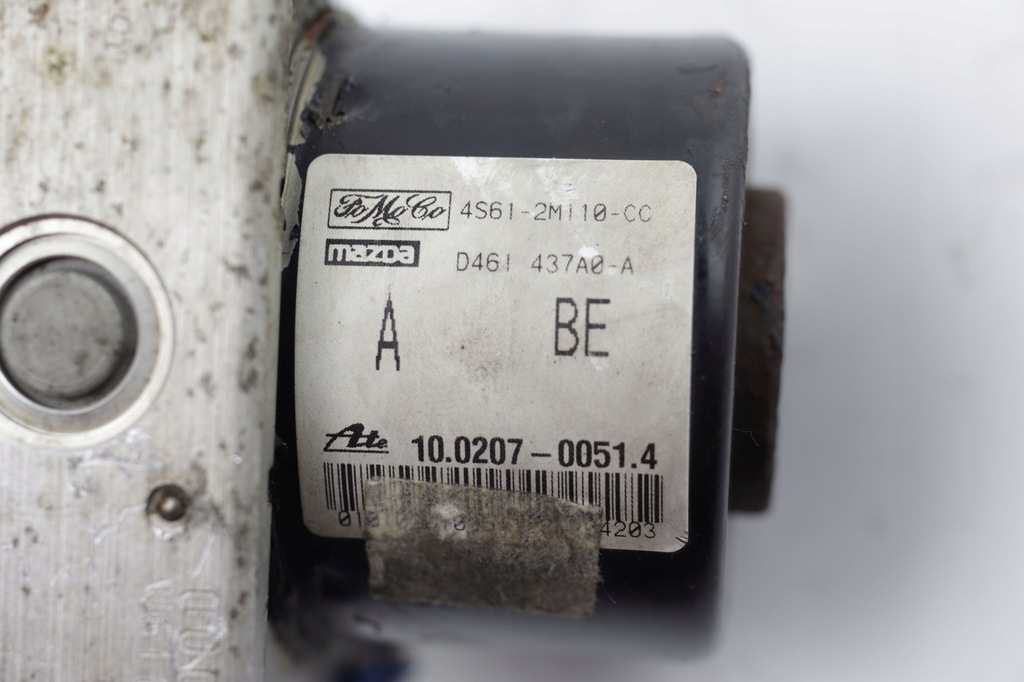 FoMoCo 4S61-2M110-CC
mazda D461 437A0-A
A BE
Ate 10.0207-0051.4
4203